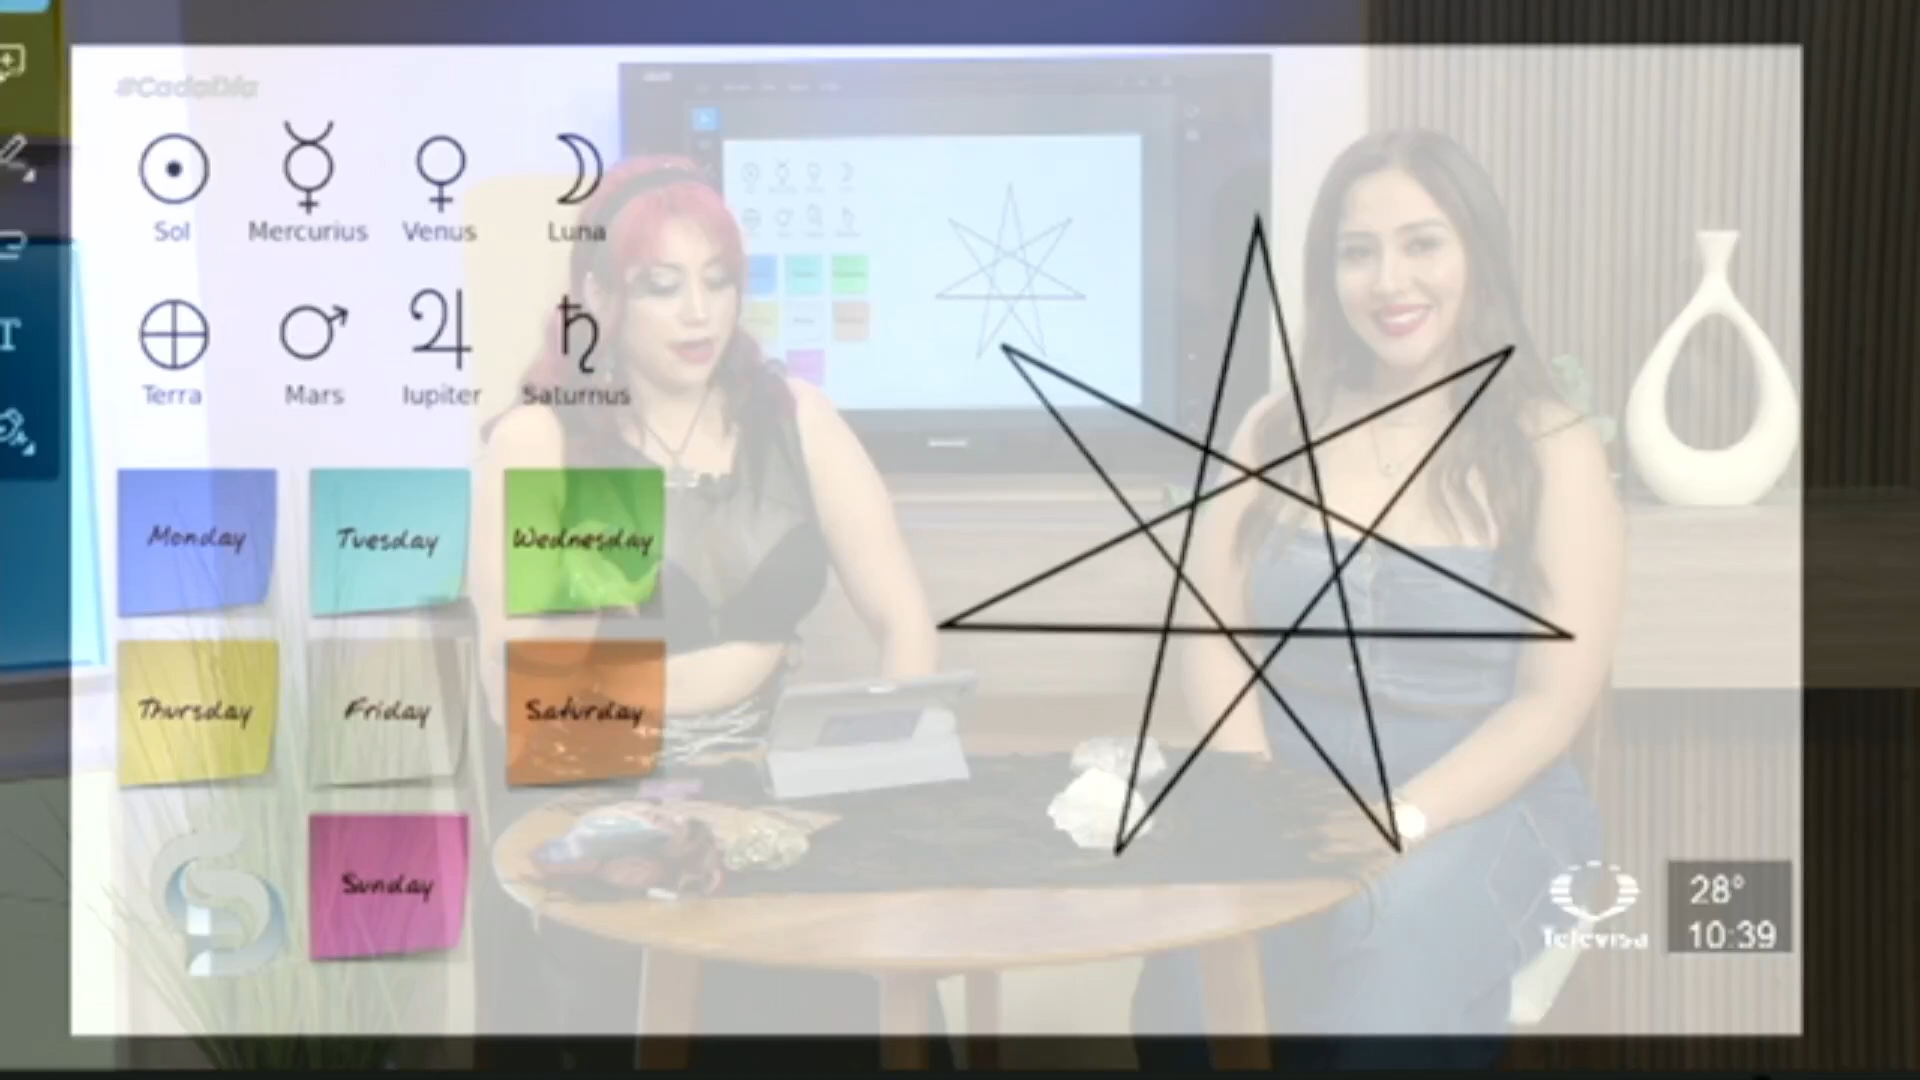 #CadaDía
Sol Mercurius Venus Luna
Terra Mars Iupiter Saturnus
Monday Tuesday Wednesday
Thursday Friday Saturday
Sunday
Televisa
28°
10:39